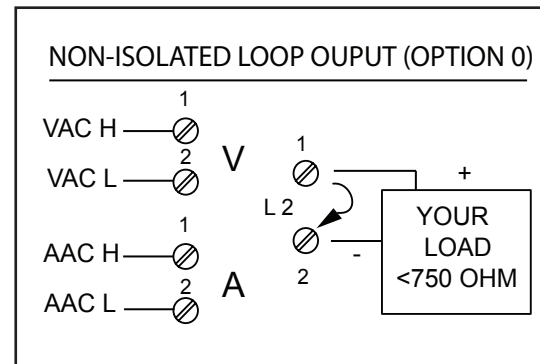 NON-ISOLATED LOOP OUPUT (OPTION 0)
1
VAC H
2
V
VAC L
1
L 2
2
+
-
YOUR
LOAD
<750 OHM
1
AAC H
2
A
AAC L